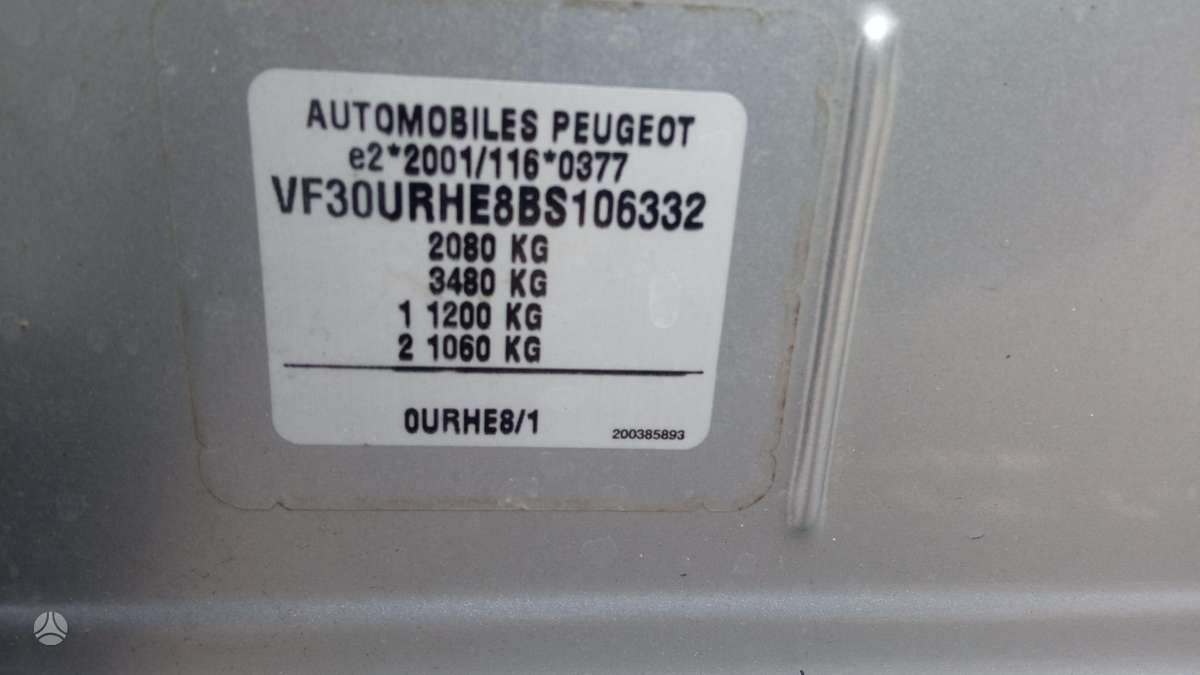 AUTOMOBILES PEUGEOT
e2*2001/116*0377
VF30URHE8BS106332
2080 KG
3480 KG
1 1200 KG
2 1060 KG
0URHE8/1
200385893